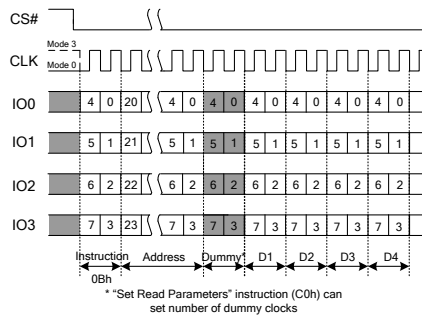 CS#
Mode 3
CLK
Mode 0
IO0 4 0 20 4 0 4 0 4 0 4 0 4 0 4 0
IO1 5 1 21 5 1 5 1 5 1 5 1 5 1 5 1
IO2 6 2 22 6 2 6 2 6 2 6 2 6 2 6 2
IO3 7 3 23 7 3 7 3 7 3 7 3 7 3 7 3
Instruction Address Dummy* D1 D2 D3 D4
0Bh
* "Set Read Parameters" instruction (C0h) can
set number of dummy clocks